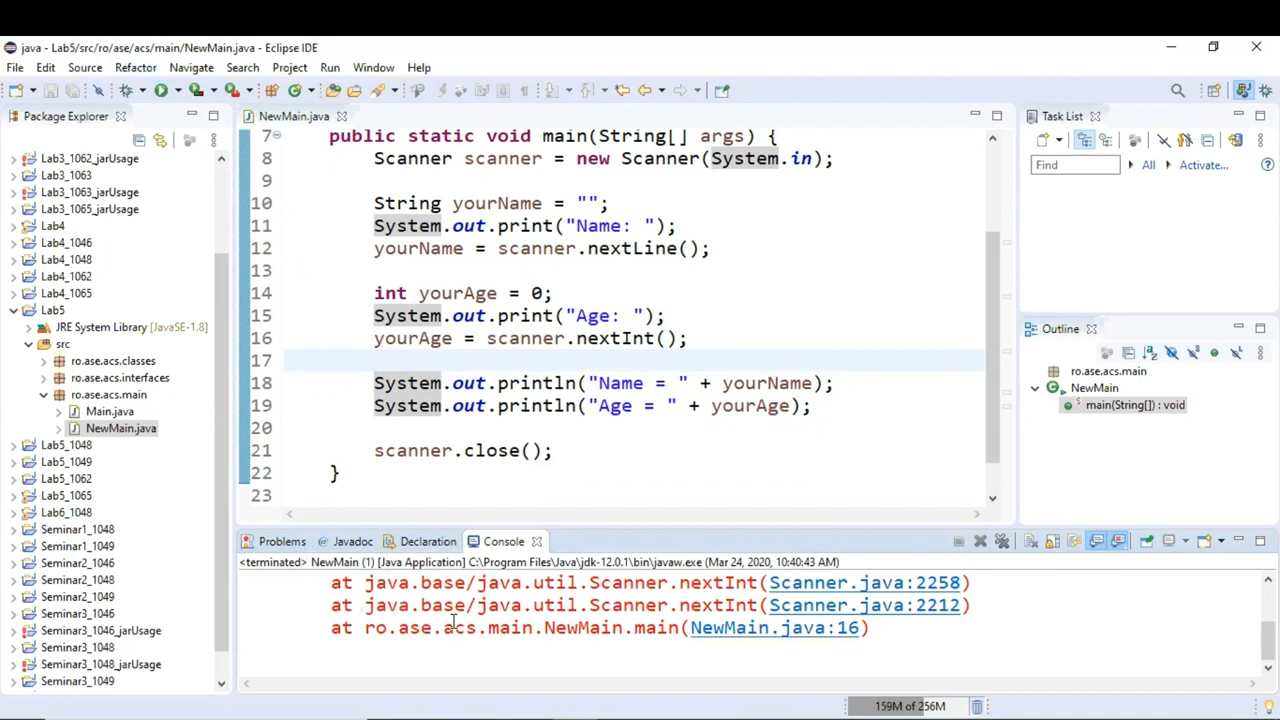 java - Lab5/src/ro/ase/acs/main/NewMain.java - Eclipse IDE
File Edit Source Refactor Navigate Search Project Run Window Help
Package Explorer
Lab3_1062_jarUsage
Lab3_1063
Lab3_1063_jarUsage
Lab3_1065_jarUsage
Lab4
Lab4_1046
Lab4_1048
Lab4_1062
Lab4_1065
Lab5
JRE System Library [JavaSE-1.8]
src
ro.ase.acs.classes
ro.ase.acs.interfaces
ro.ase.acs.main
Main.java
NewMain.java
Lab5_1048
Lab5_1049
Lab5_1062
Lab5_1065
Lab6_1048
Seminar1_1048
Seminar1_1049
Seminar2_1046
Seminar2_1048
Seminar2_1049
Seminar3_1046
Seminar3_1046_jarUsage
Seminar3_1048
Seminar3_1048_jarUsage
Seminar3_1049
NewMain.java
7 public static void main(String[] args) {
8 Scanner scanner = new Scanner(System.in);
9
10 String yourName = "";
11 System.out.print("Name: ");
12 yourName = scanner.nextLine();
13
14 int yourAge = 0;
15 System.out.print("Age: ");
16 yourAge = scanner.nextInt();
17
18 System.out.println("Name = " + yourName);
19 System.out.println("Age = " + yourAge);
20
21 scanner.close();
22 }
23
Task List
Find All Activate...
Outline
ro.ase.acs.main
NewMain
main(String[]) : void
Problems Javadoc Declaration Console
<terminated> NewMain (1) [Java Application] C:\Program Files\Java\jdk-12.0.1\bin\javaw.exe (Mar 24, 2020, 10:40:43 AM)
at java.base/java.util.Scanner.nextInt(Scanner.java:2258)
at java.base/java.util.Scanner.nextInt(Scanner.java:2212)
at ro.ase.acs.main.NewMain.main(NewMain.java:16)
159M of 256M